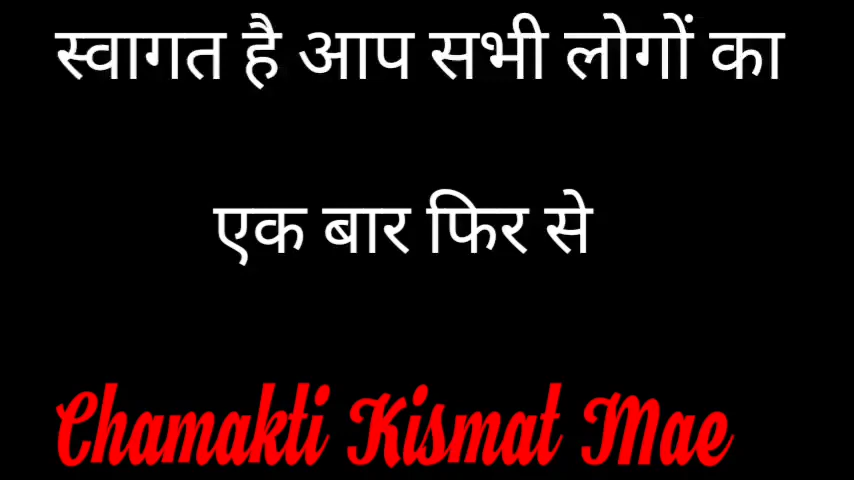 स्वागत है आप सभी लोगों का
एक बार फिर से
Chamakti Kismat Mae